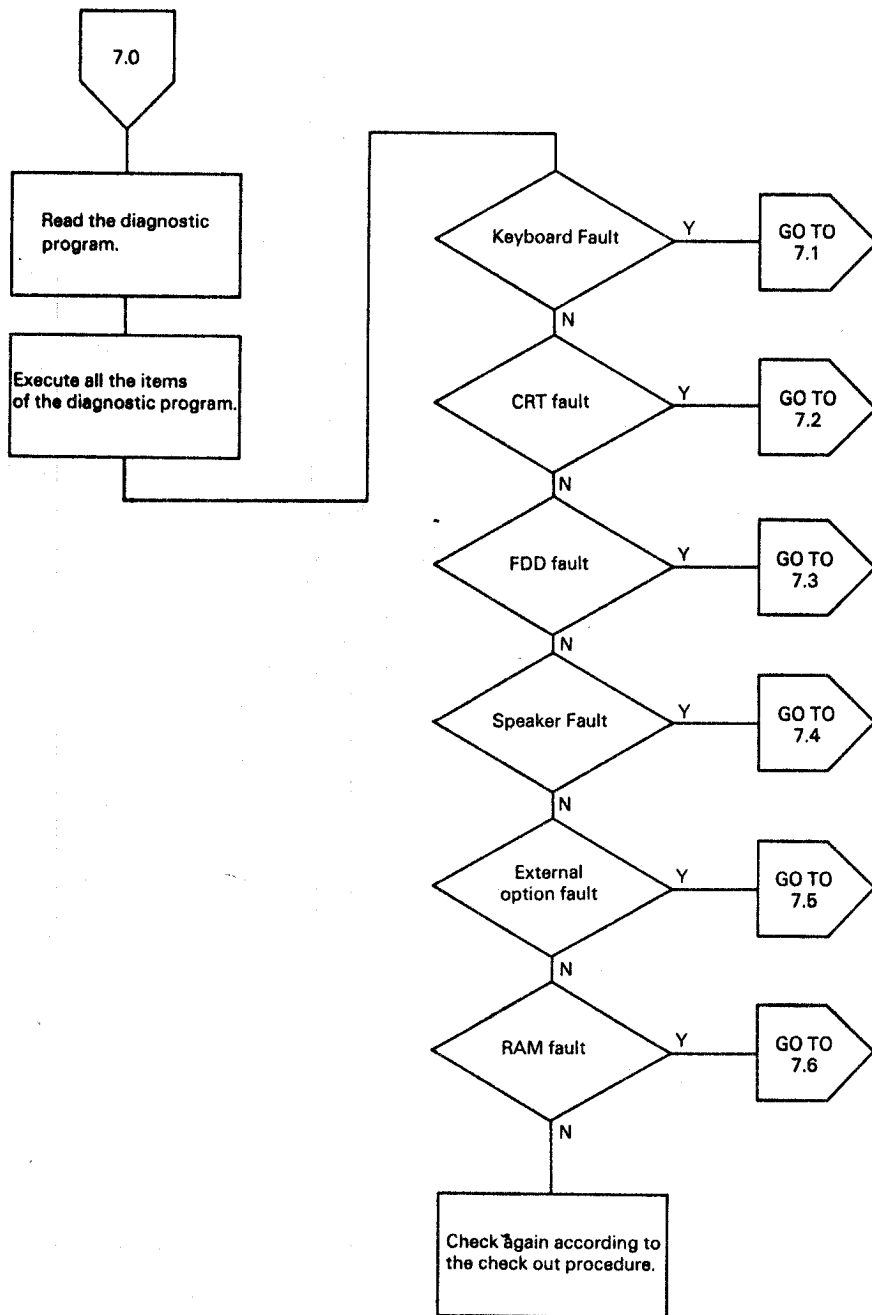 7.0
Read the diagnostic
program.
Execute all the items
of the diagnostic program.
Keyboard Fault
Y
GO TO
7.1
N
CRT fault
Y
GO TO
7.2
N
FDD fault
Y
GO TO
7.3
N
Speaker Fault
Y
GO TO
7.4
N
External
option fault
Y
GO TO
7.5
N
RAM fault
Y
GO TO
7.6
N
Check again according to
the check out procedure.